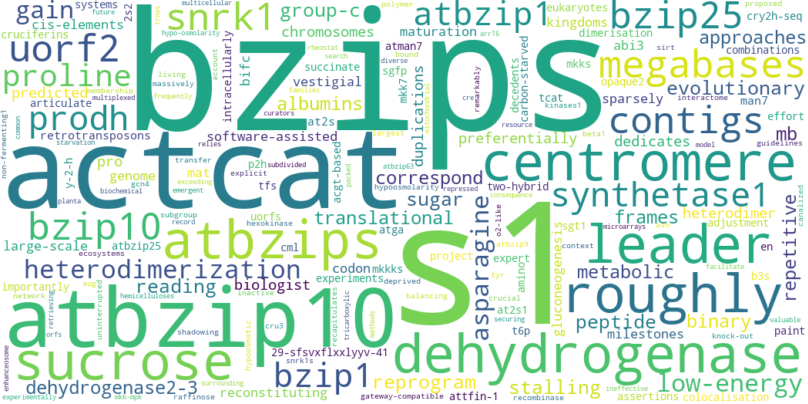 bzips
s1
actcat
atbzip10
dehydrogenase
centromere
roughly
leader
atbzips
sucrose
megabases
synthetase1
contigs
bzip25
snrk1
uorf2
atbzip1
bzip10
bzip1
prodh
proline
gain
group-c
chromosomes
cis-elements
kingdoms
eukaryotes
systems
multicellular
cruciferins
hypo-osmolarity
trxws
polymer
rheostat
search
bifc
intracellularly
maturation
dimerisation
abi3
mkks
approaches
proposed
cry2h-seq
combinations
future
2s2
living
massively
account
vestigial
succinate
sgfp
mkk7
duplications
decedents
carbon-starved
opaque2
evolutionary
man7
atman7
predicted
membership
multiplexed
frequently
albumins
families
diverse
bound
arr16
sirt
interactome
remarkably
cre
tcat
kinases1
sparsely
articulate
common
curators
at2s
largest
mitochondrial
resource
beta1
model
effort
dedicates
guidelines
mb
retrotransposons
software-assisted
preferentially
non-fermenting1
starvation
transfer
relies
acgt-based
packed
atbzip63
y-2-h
pro
mat
p2h
subdivided
explicit
correspond
two-hybrid
hypoosmolarity
repressed
genome
exceeding
emergent
biochemical
gcn4
planta
tfs
sugar
o2-like
consequence
subgroup
record
hexokinase
uorfs
translational
frames
heterodimer
microarrays
repetitive
canalized
large-scale
atbzip25
cml
atga
sgt1
adjustment
en
context
heterodimerization
codon
mkkks
asparagine
atbzip9
project
expert
tyr
amino
gluconeogenesis
metabolic
b3s
facilitate
ecosystems
reading
biologist
experiments
deprived
balancing
crucial
at2s1
t6p
peptide
binary
valuable
knock-out
paint
network
orfs
aug
hemicelluloses
retrieving
uninterrupted
inactive
recapitulates
cru3
hypoosmotic
tricarboxylic
methods
specific
securing
milestones
enhanceosome
shadowing
29-sfsvxflxxlyyv-41
low-energy
dehydrogenase2-3
mkk-mpk
raffinose
snrk1s
reprogram
stalling
colocalisation
experimentally
surrounding
reconstituting
gateway-compatible
attfin-1
recombinase
assertions
ineffective
importantly